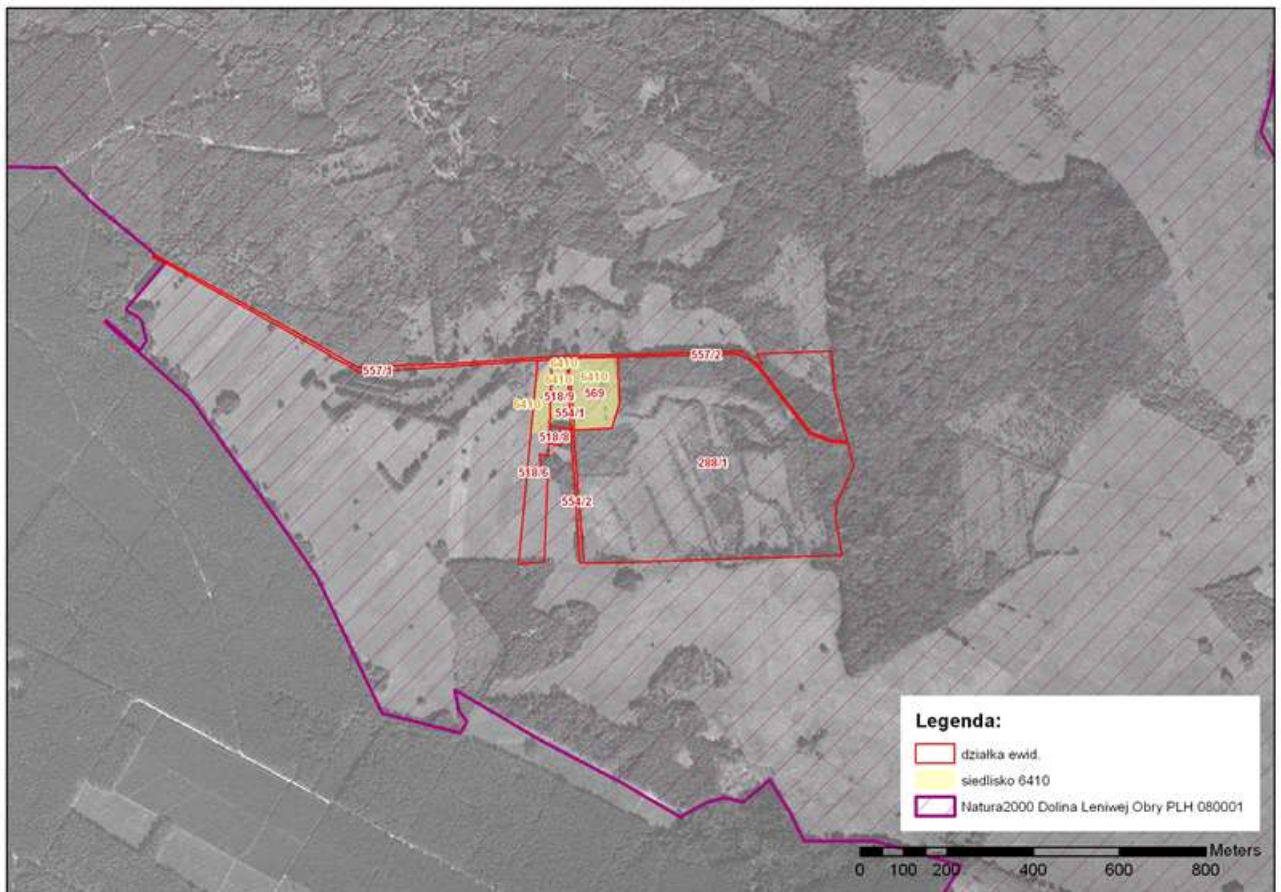 557/1
557/2
6410
6410
6410
569
518/9
6410
554/1
518/8
518/6
288/1
554/2
Legenda:
działka ewid.
siedlisko 6410
Natura2000 Dolina Leniwej Obry PLH 080001
Meters
0 100 200 400 600 800